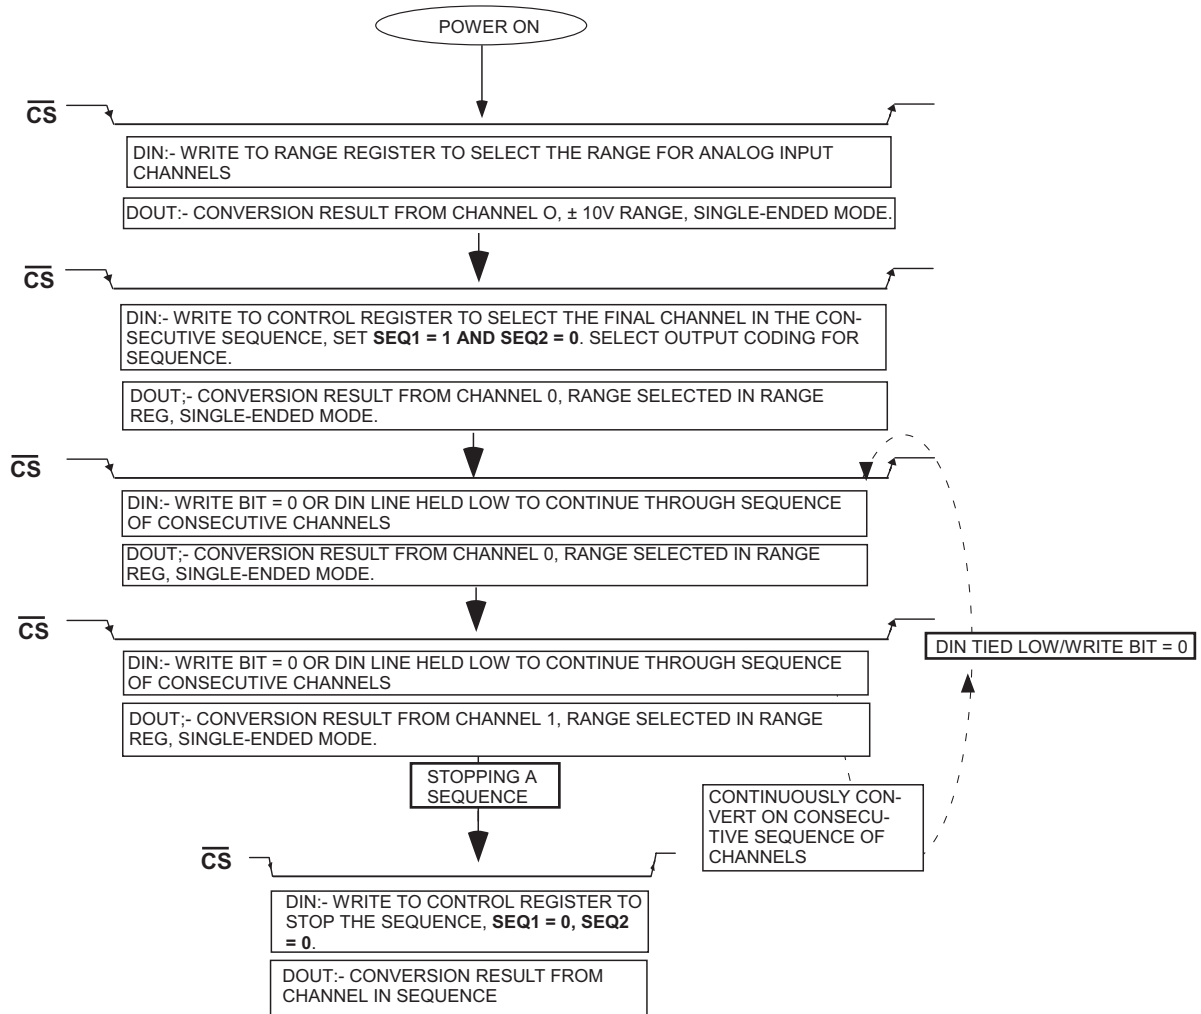 POWER ON
CS
DIN:- WRITE TO RANGE REGISTER TO SELECT THE RANGE FOR ANALOG INPUT
CHANNELS
DOUT:- CONVERSION RESULT FROM CHANNEL O, ± 10V RANGE, SINGLE-ENDED MODE.
CS
DIN:- WRITE TO CONTROL REGISTER TO SELECT THE FINAL CHANNEL IN THE CON-
SECUTIVE SEQUENCE, SET SEQ1 = 1 AND SEQ2 = 0. SELECT OUTPUT CODING FOR
SEQUENCE.
DOUT;- CONVERSION RESULT FROM CHANNEL 0, RANGE SELECTED IN RANGE
REG, SINGLE-ENDED MODE.
CS
DIN:- WRITE BIT = 0 OR DIN LINE HELD LOW TO CONTINUE THROUGH SEQUENCE
OF CONSECUTIVE CHANNELS
DOUT;- CONVERSION RESULT FROM CHANNEL 0, RANGE SELECTED IN RANGE
REG, SINGLE-ENDED MODE.
CS
DIN TIED LOW/WRITE BIT = 0
DIN:- WRITE BIT = 0 OR DIN LINE HELD LOW TO CONTINUE THROUGH SEQUENCE
OF CONSECUTIVE CHANNELS
DOUT;- CONVERSION RESULT FROM CHANNEL 1, RANGE SELECTED IN RANGE
REG, SINGLE-ENDED MODE.
STOPPING A
SEQUENCE
CONTINUOUSLY CON-
VERT ON CONSECU-
TIVE SEQUENCE OF
CHANNELS
CS
DIN:- WRITE TO CONTROL REGISTER TO
STOP THE SEQUENCE, SEQ1 = 0, SEQ2
= 0.
DOUT:- CONVERSION RESULT FROM
CHANNEL IN SEQUENCE